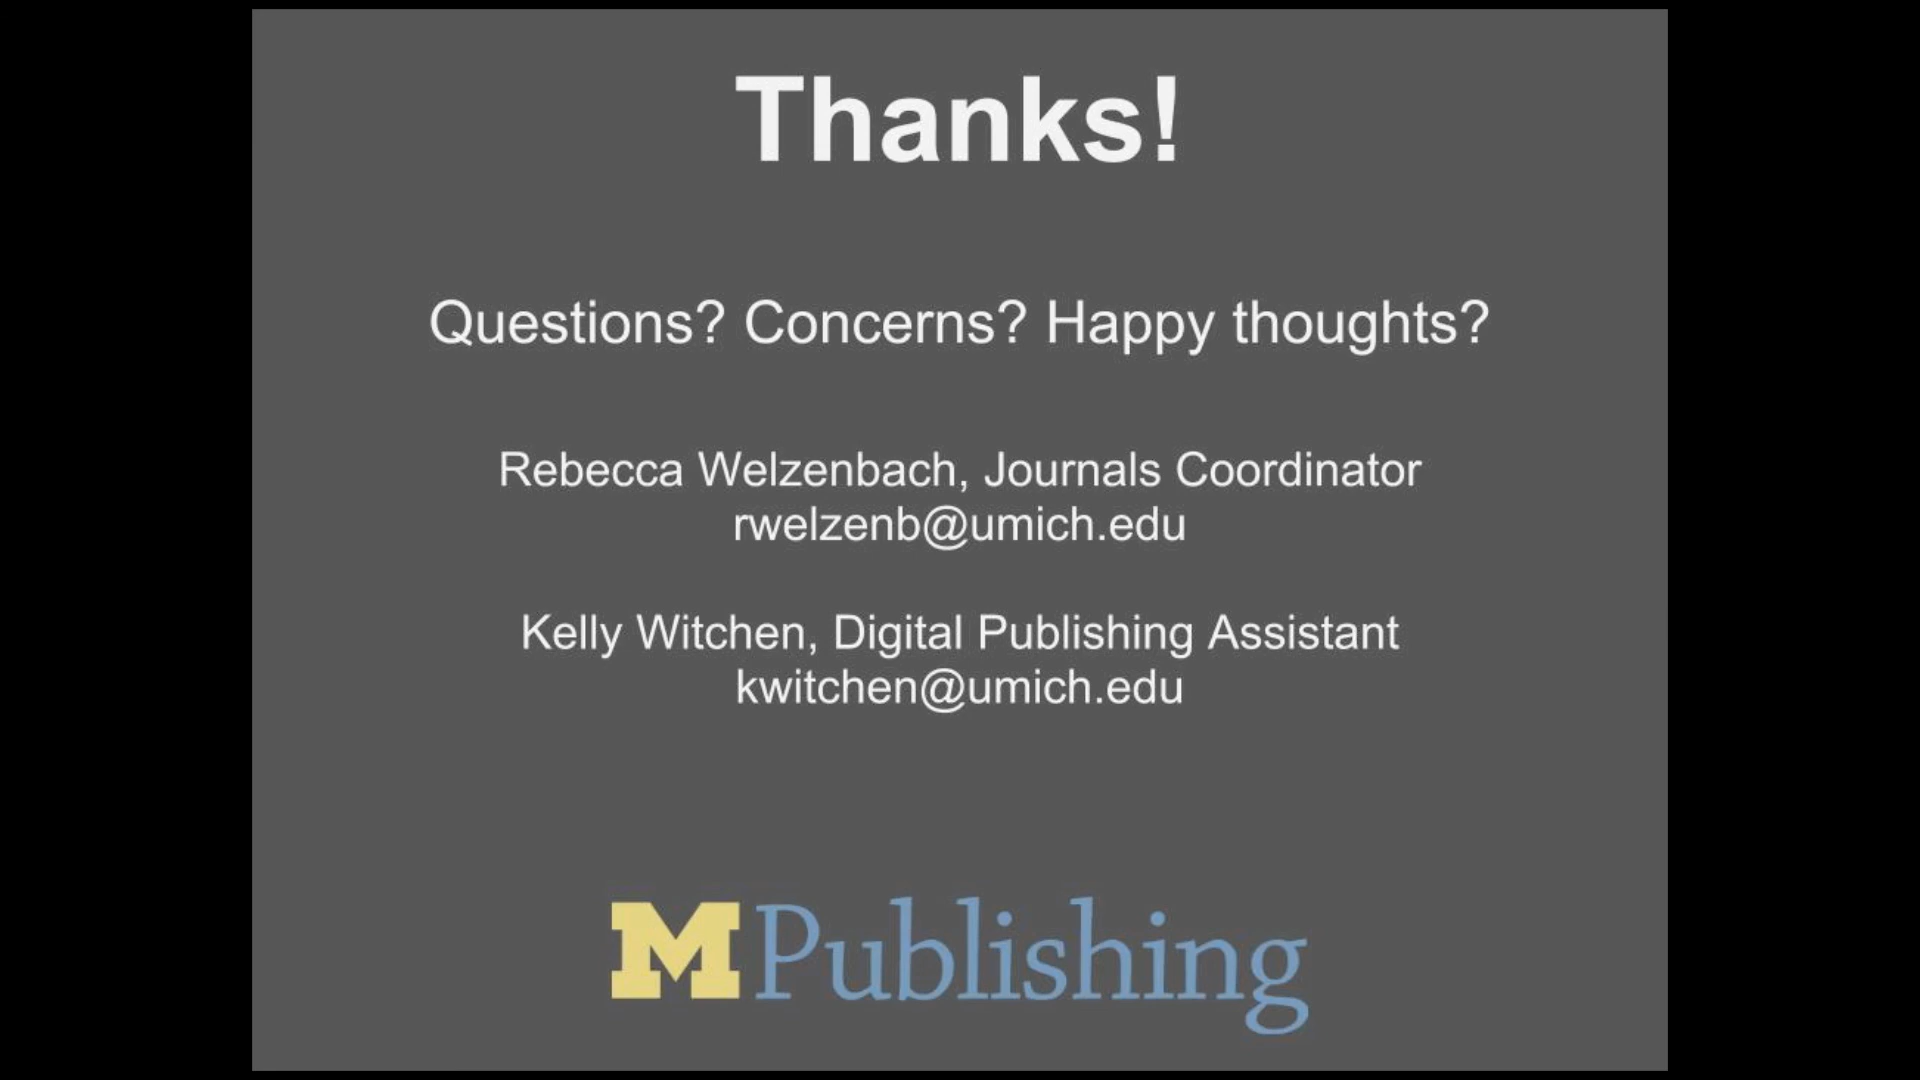 Thanks!
Questions? Concerns? Happy thoughts?
Rebecca Welzenbach, Journals Coordinator
rwelzenb@umich.edu
Kelly Witchen, Digital Publishing Assistant
kwitchen@umich.edu
M Publishing